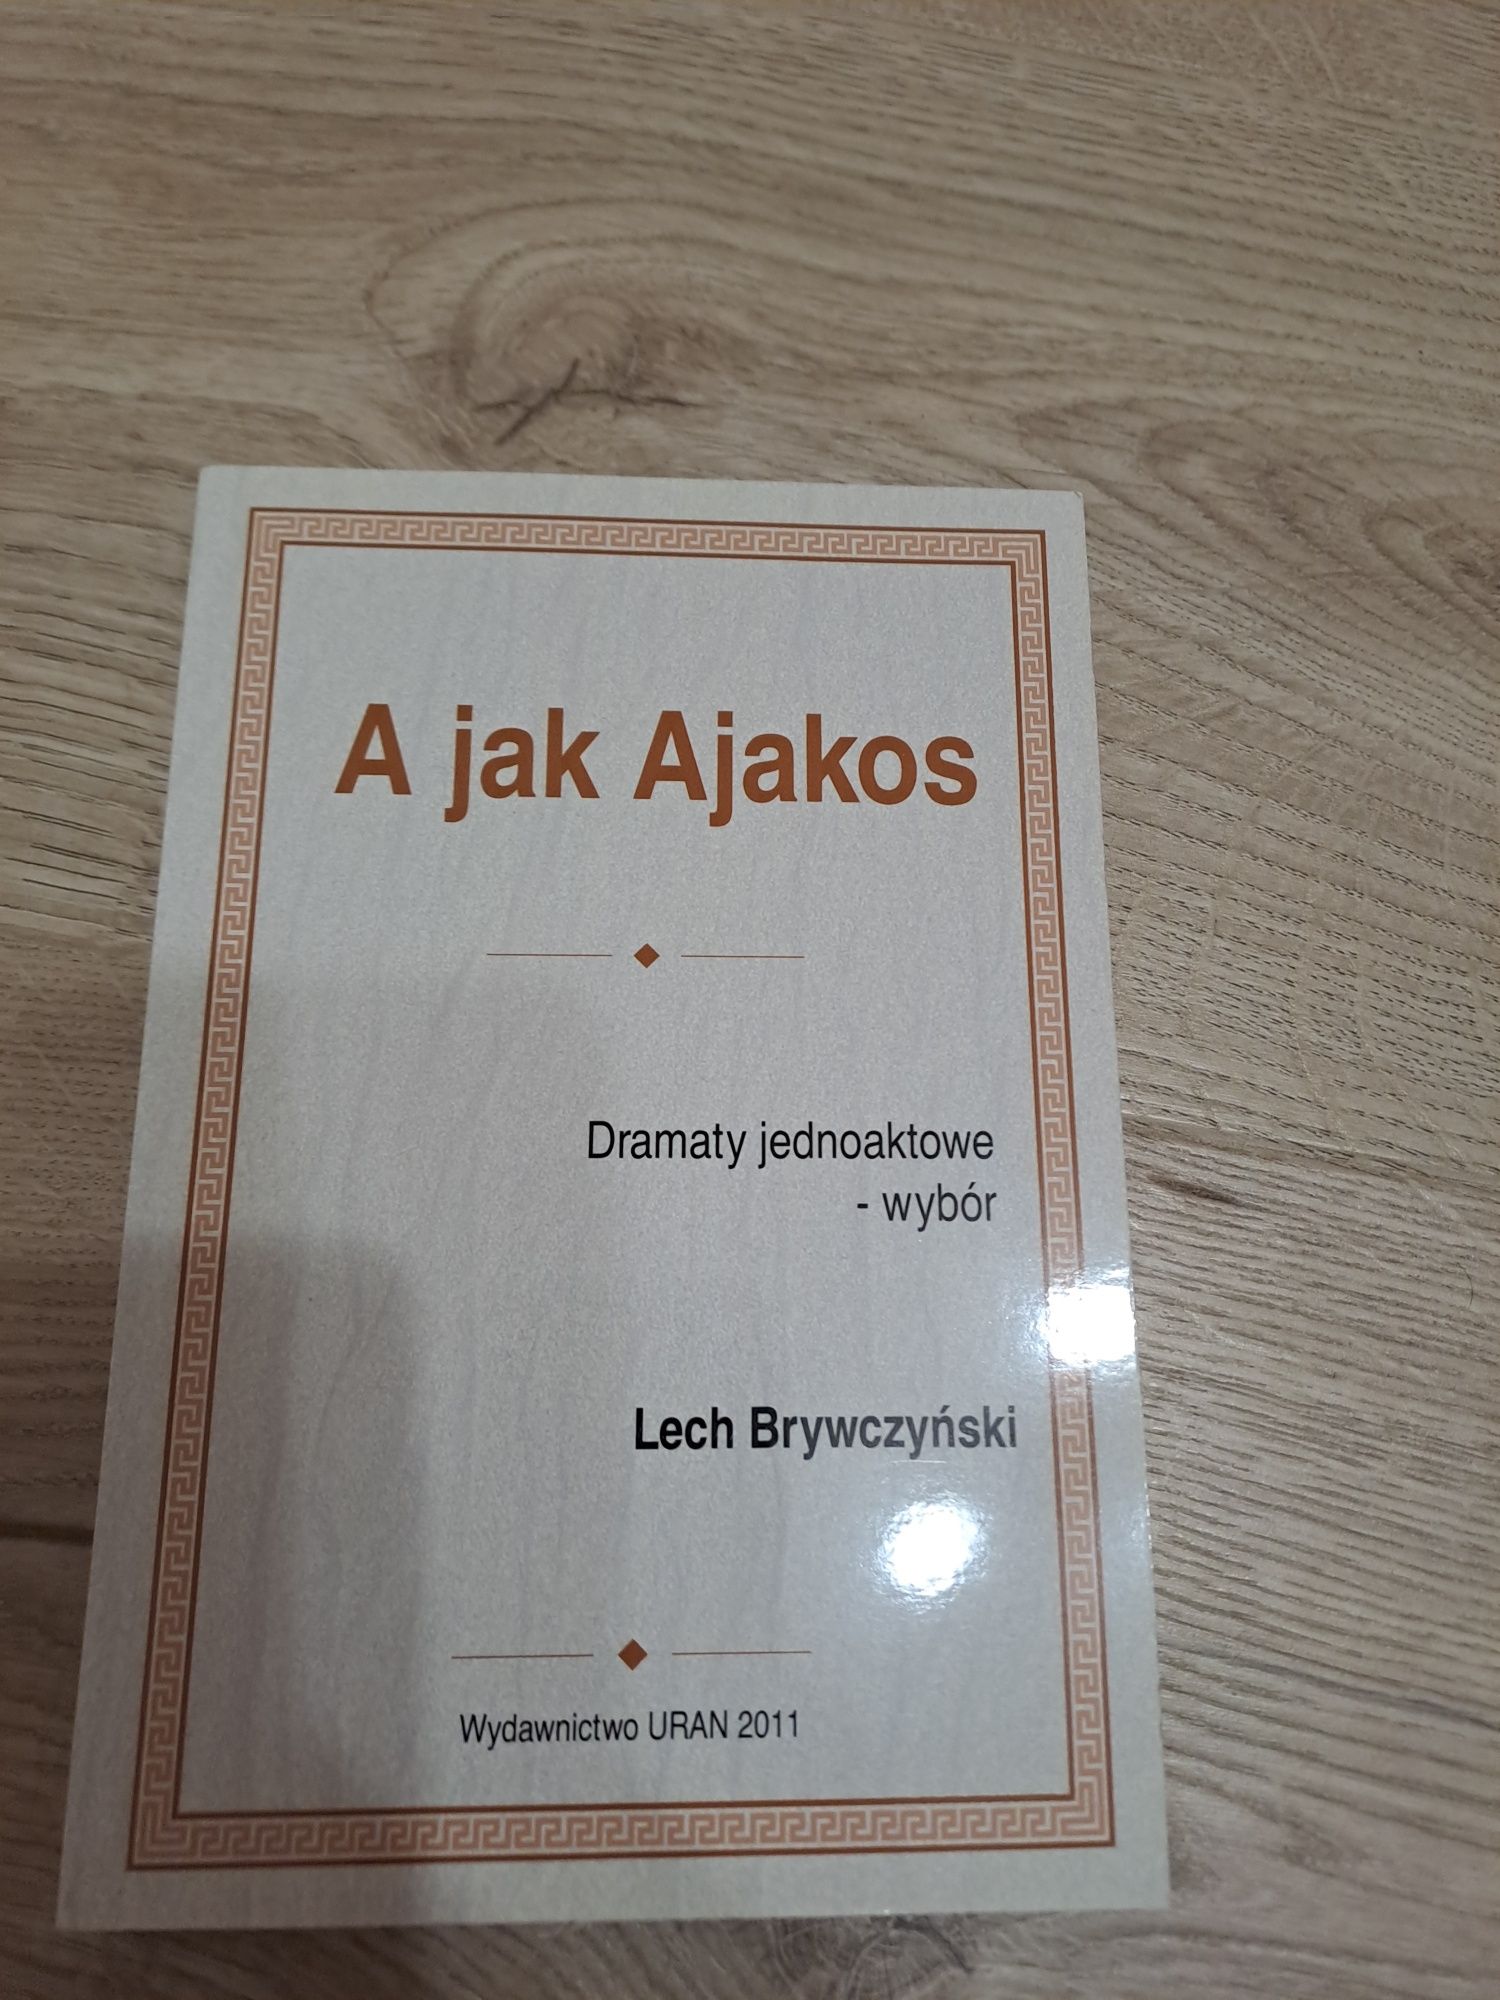 A jak Ajakos
Dramaty jednoaktowe
- wybór
Lech Brywczyński
Wydawnictwo URAN 2011